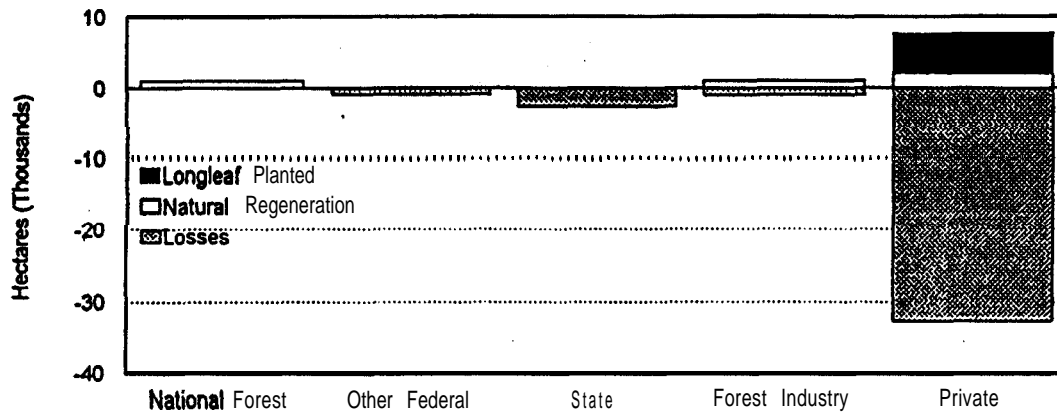 10
0
-10
-20
-30
-40
Hectares (Thousands)
Longleaf Planted
Natural Regeneration
Losses
National Forest Other Federal State Forest Industry Private